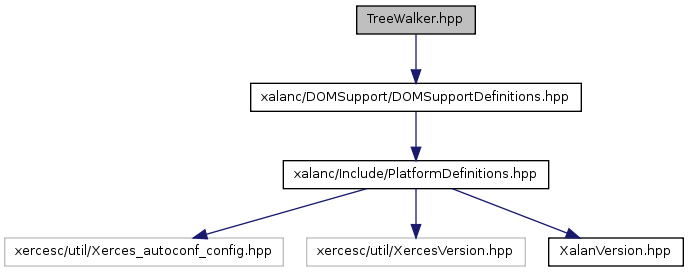 TreeWalker.hpp
xalanc/DOMSupport/DOMSupportDefinitions.hpp
xalanc/Include/PlatformDefinitions.hpp
xercesc/util/Xerces_autoconf_config.hpp
xercesc/util/XercesVersion.hpp
XalanVersion.hpp